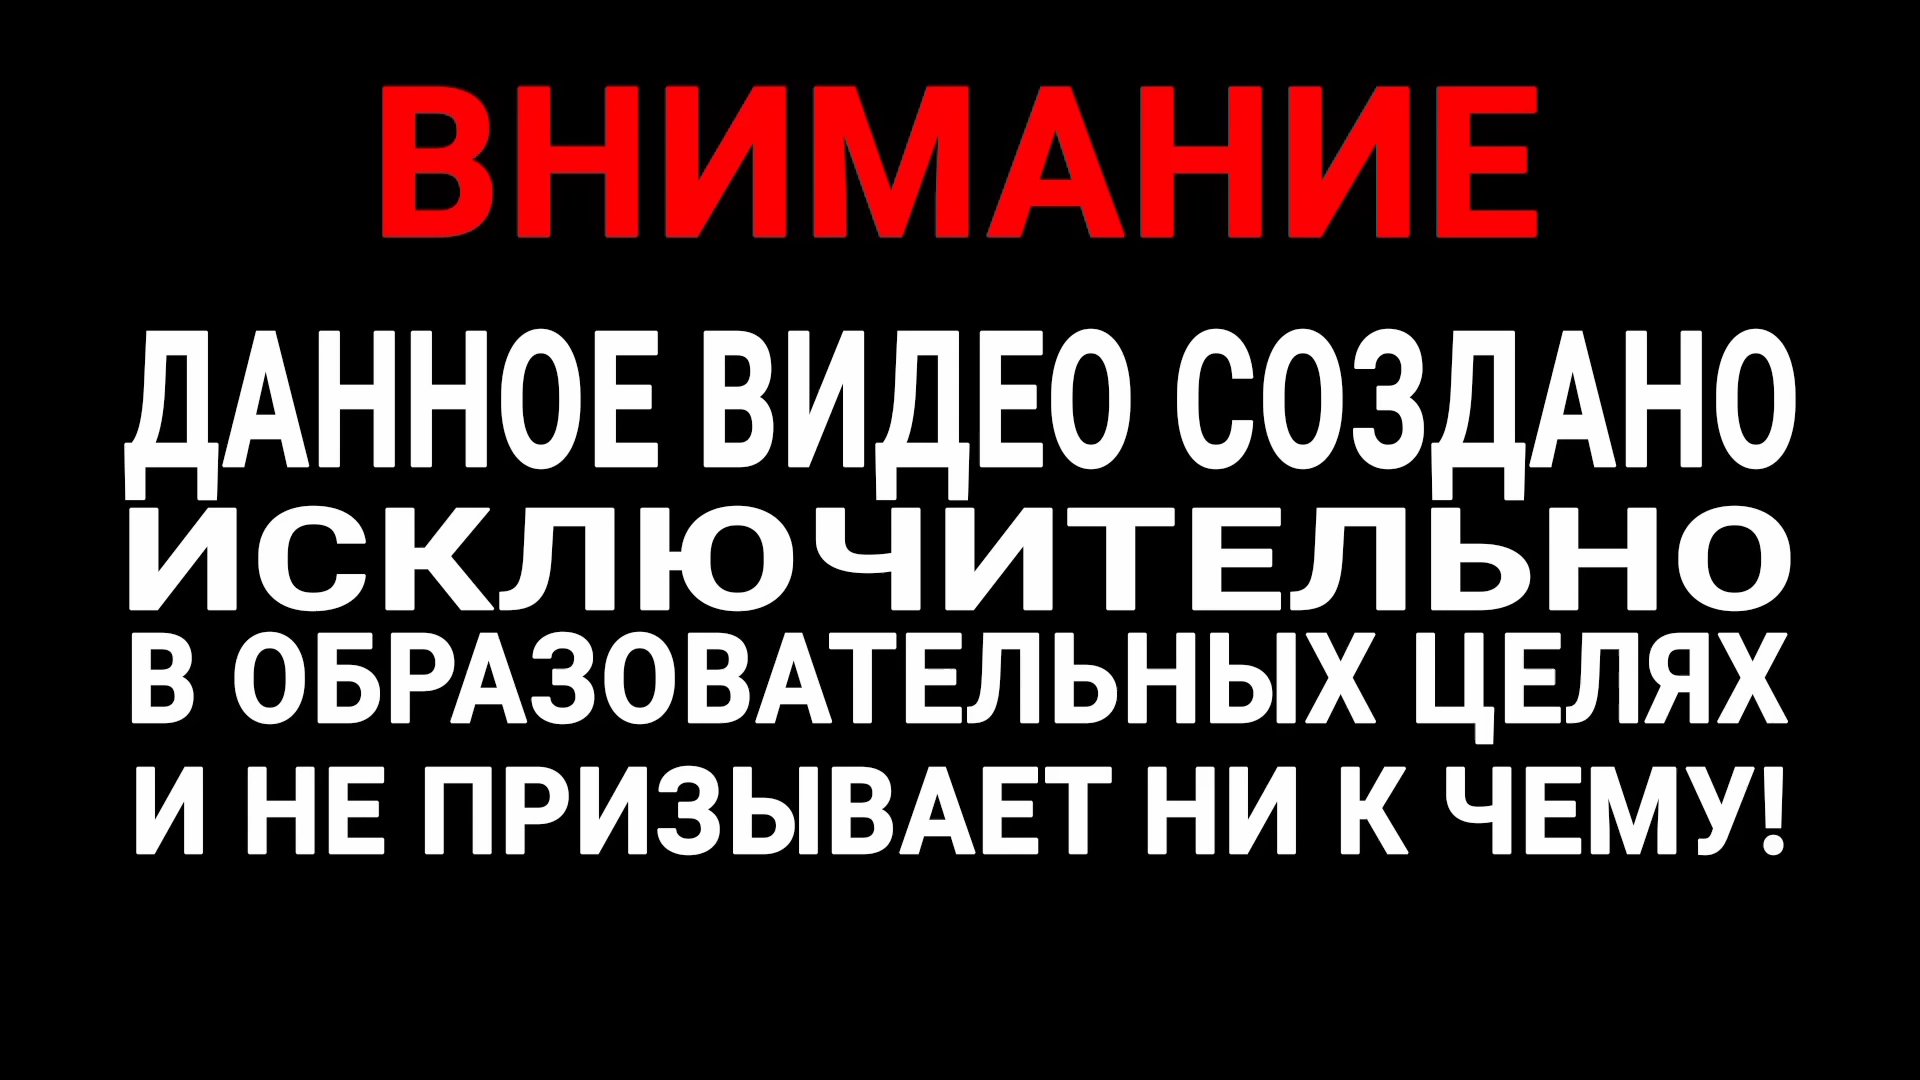 ВНИМАНИЕ
ДАННОЕ ВИДЕО СОЗДАНО
ИСКЛЮЧИТЕЛЬНО
В ОБРАЗОВАТЕЛЬНЫХ ЦЕЛЯХ
И НЕ ПРИЗЫВАЕТ НИ К ЧЕМУ!